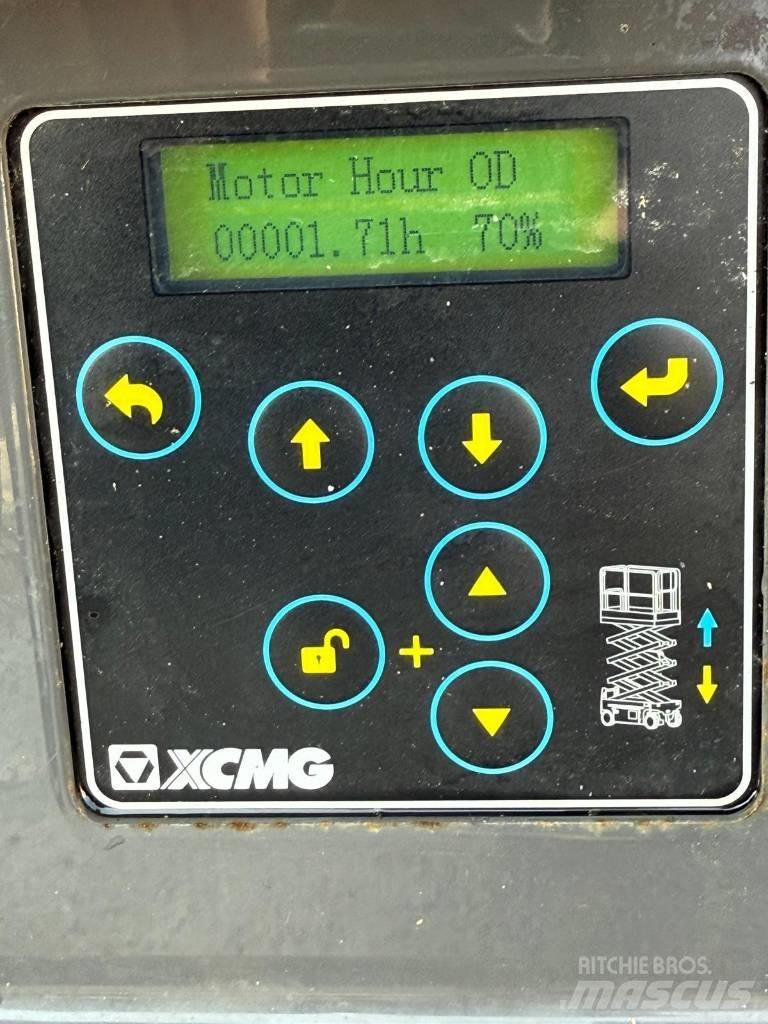 Motor Hour OD
00001.71h 70%
XCMG
RITCHIE BROS.
MASCUS